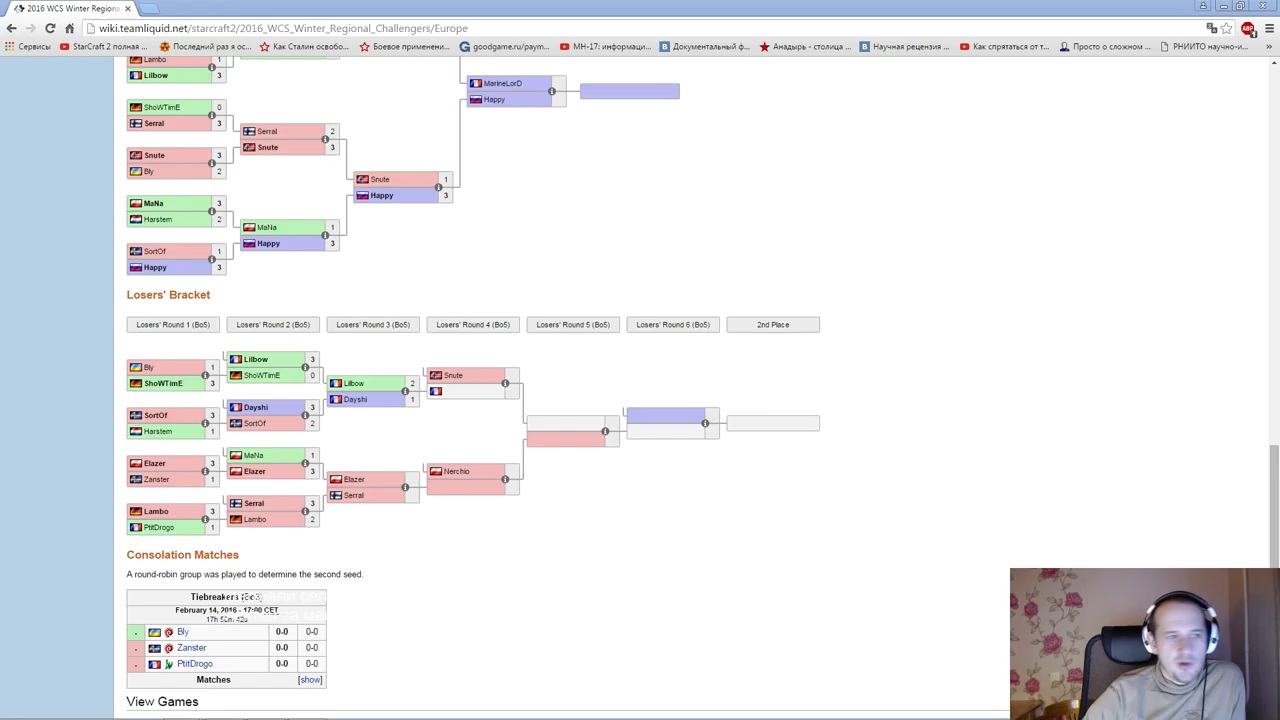 2016 WCS Winter Regional
wiki.teamliquid.net/starcraft2/2016_WCS_Winter_Regional_Challengers/Europe
Сервисы StarCraft 2 полная Последний раз я ос... Как Сталин освобо... Боевое применени... goodgame.ru/paym... МН-17: информаци... Документальный ф Анадырь - столица ... Научная рецензия ... Как спрятаться от т Просто о сложном ... РНИИТО научно-и...
Lambo 1
Lilbow 3
MarineLorD
Happy
ShoWTimE 0
Serral 3
Serral 2
Snute 3
Snute 3
Bly 2
Snute 1
Happy 3
MaNa 3
Harstem 2
MaNa 1
Happy 3
SortOf 1
Happy 3
Losers' Bracket
Losers' Round 1 (Bo5) Losers' Round 2 (Bo5) Losers' Round 3 (Bo5) Losers' Round 4 (Bo5) Losers' Round 5 (Bo5) Losers' Round 6 (Bo5) 2nd Place
Bly 1
ShoWTimE 3
Lilbow 3
ShoWTimE 0
Lilbow 2
Dayshi 1
Snute
SortOf 3
Harstem 1
Dayshi 3
SortOf 2
Elazer 3
Zanster 1
MaNa 1
Elazer 3
Elazer
Serral
Nerchio
Lambo 3
PtitDrogo 1
Serral 3
Lambo 2
Consolation Matches
A round-robin group was played to determine the second seed.
Tiebreakers (Bo3)
February 14, 2016 - 17:00 CET
17h 50m 42s
Bly 0-0 0-0
Zanster 0-0 0-0
PtitDrogo 0-0 0-0
Matches [show]
View Games